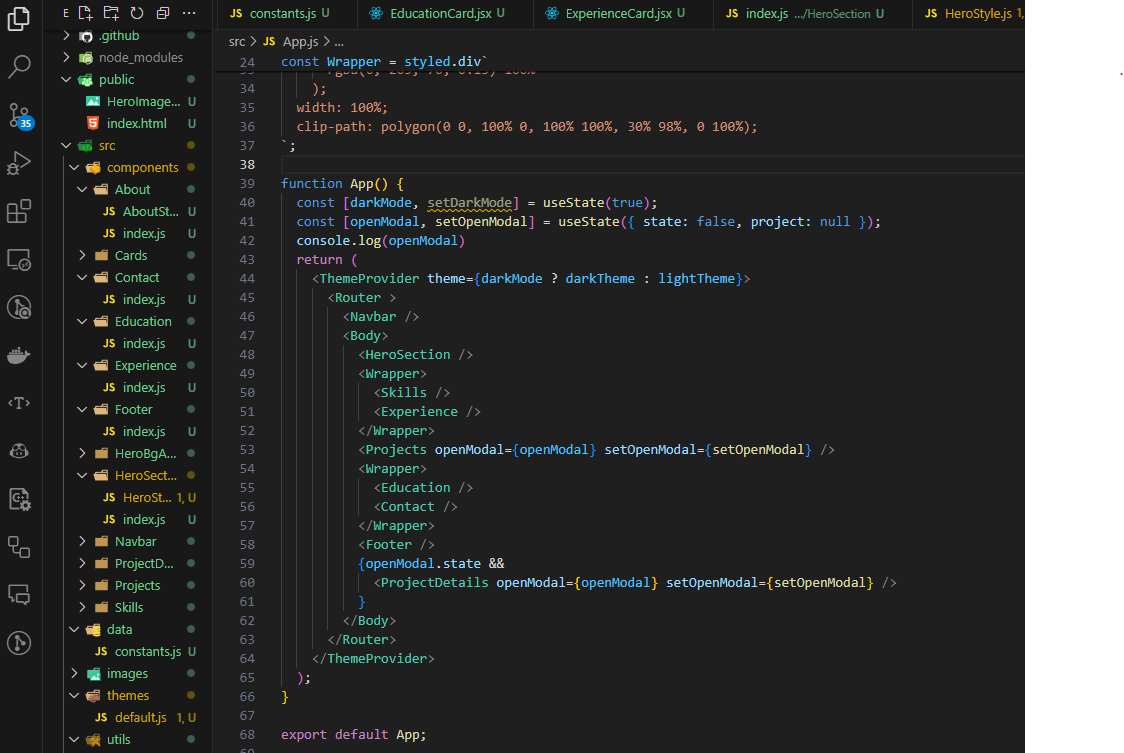 E
constants.js U
EducationCard.jsx U
ExperienceCard.jsx U
index.js .../HeroSection U
HeroStyle.js 1,
src > JS App.js > ...
.github
node_modules
public
HeroImage... U
index.html U
src
components
About
JS AboutSt... U
JS index.js U
Cards
Contact
JS index.js U
Education
JS index.js U
Experience
JS index.js U
Footer
JS index.js U
HeroBgA...
HeroSect...
JS HeroSt... 1, U
JS index.js U
Navbar
ProjectD...
Projects
Skills
data
JS constants.js U
images
themes
JS default.js 1, U
utils
35
24 const Wrapper = styled.div`
34 );
35 width: 100%;
36 clip-path: polygon(0 0, 100% 0, 100% 100%, 30% 98%, 0 100%);
37 `;
38
39 function App() {
40 const [darkMode, setDarkMode] = useState(true);
41 const [openModal, setOpenModal] = useState({ state: false, project: null });
42 console.log(openModal)
43 return (
44 <ThemeProvider theme={darkMode ? darkTheme : lightTheme}>
45 <Router >
46 <Navbar />
47 <Body>
48 <HeroSection />
49 <Wrapper>
50 <Skills />
51 <Experience />
52 </Wrapper>
53 <Projects openModal={openModal} setOpenModal={setOpenModal} />
54 <Wrapper>
55 <Education />
56 <Contact />
57 </Wrapper>
58 <Footer />
59 {openModal.state &&
60 <ProjectDetails openModal={openModal} setOpenModal={setOpenModal} />
61 }
62 </Body>
63 </Router>
64 </ThemeProvider>
65 );
66 }
67
68 export default App;